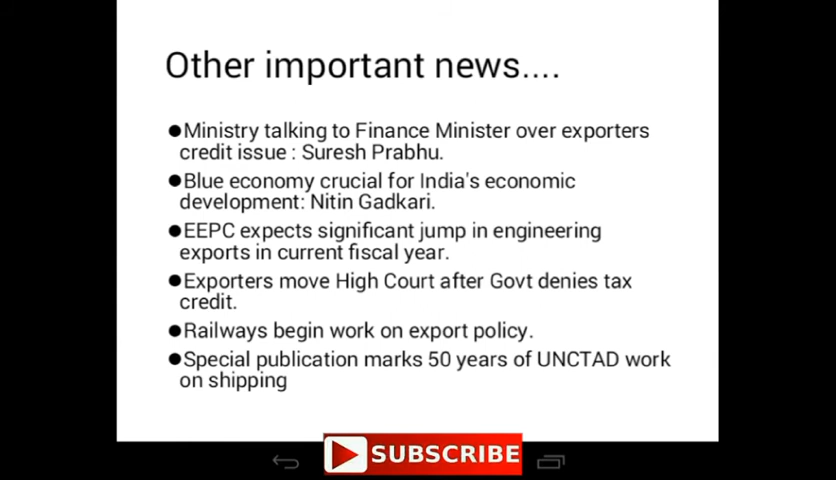 Other important news....
●Ministry talking to Finance Minister over exporters
credit issue : Suresh Prabhu.
●Blue economy crucial for India's economic
development: Nitin Gadkari.
●EEPC expects significant jump in engineering
exports in current fiscal year.
●Exporters move High Court after Govt denies tax
credit.
●Railways begin work on export policy.
●Special publication marks 50 years of UNCTAD work
on shipping
SUBSCRIBE